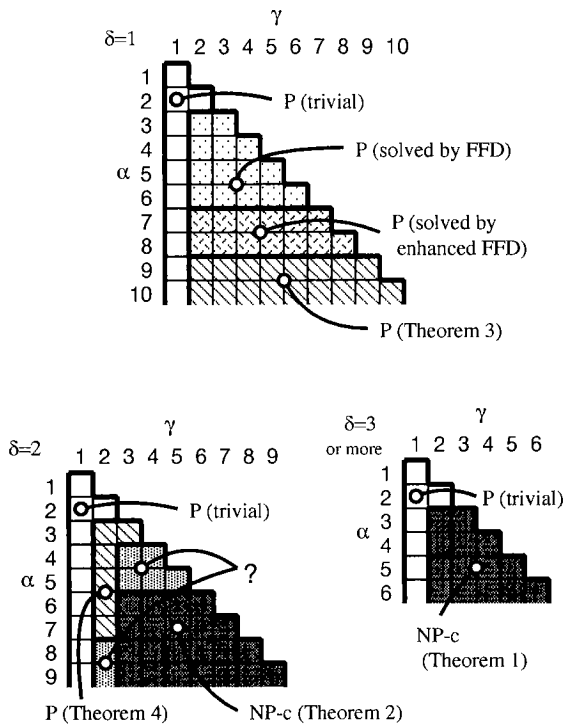 γ
δ=1
1 2 3 4 5 6 7 8 9 10
1
2
P (trivial)
3
4
P (solved by FFD)
α 5
6
7
P (solved by
8
enhanced FFD)
9
10
P (Theorem 3)
γ
δ=2
1 2 3 4 5 6 7 8 9
1
2
P (trivial)
3
4
?
α 5
6
7
8
9
P (Theorem 4)
NP-c (Theorem 2)
γ
δ=3
or more
1 2 3 4 5 6
1
2
P (trivial)
3
α 4
5
6
NP-c
(Theorem 1)